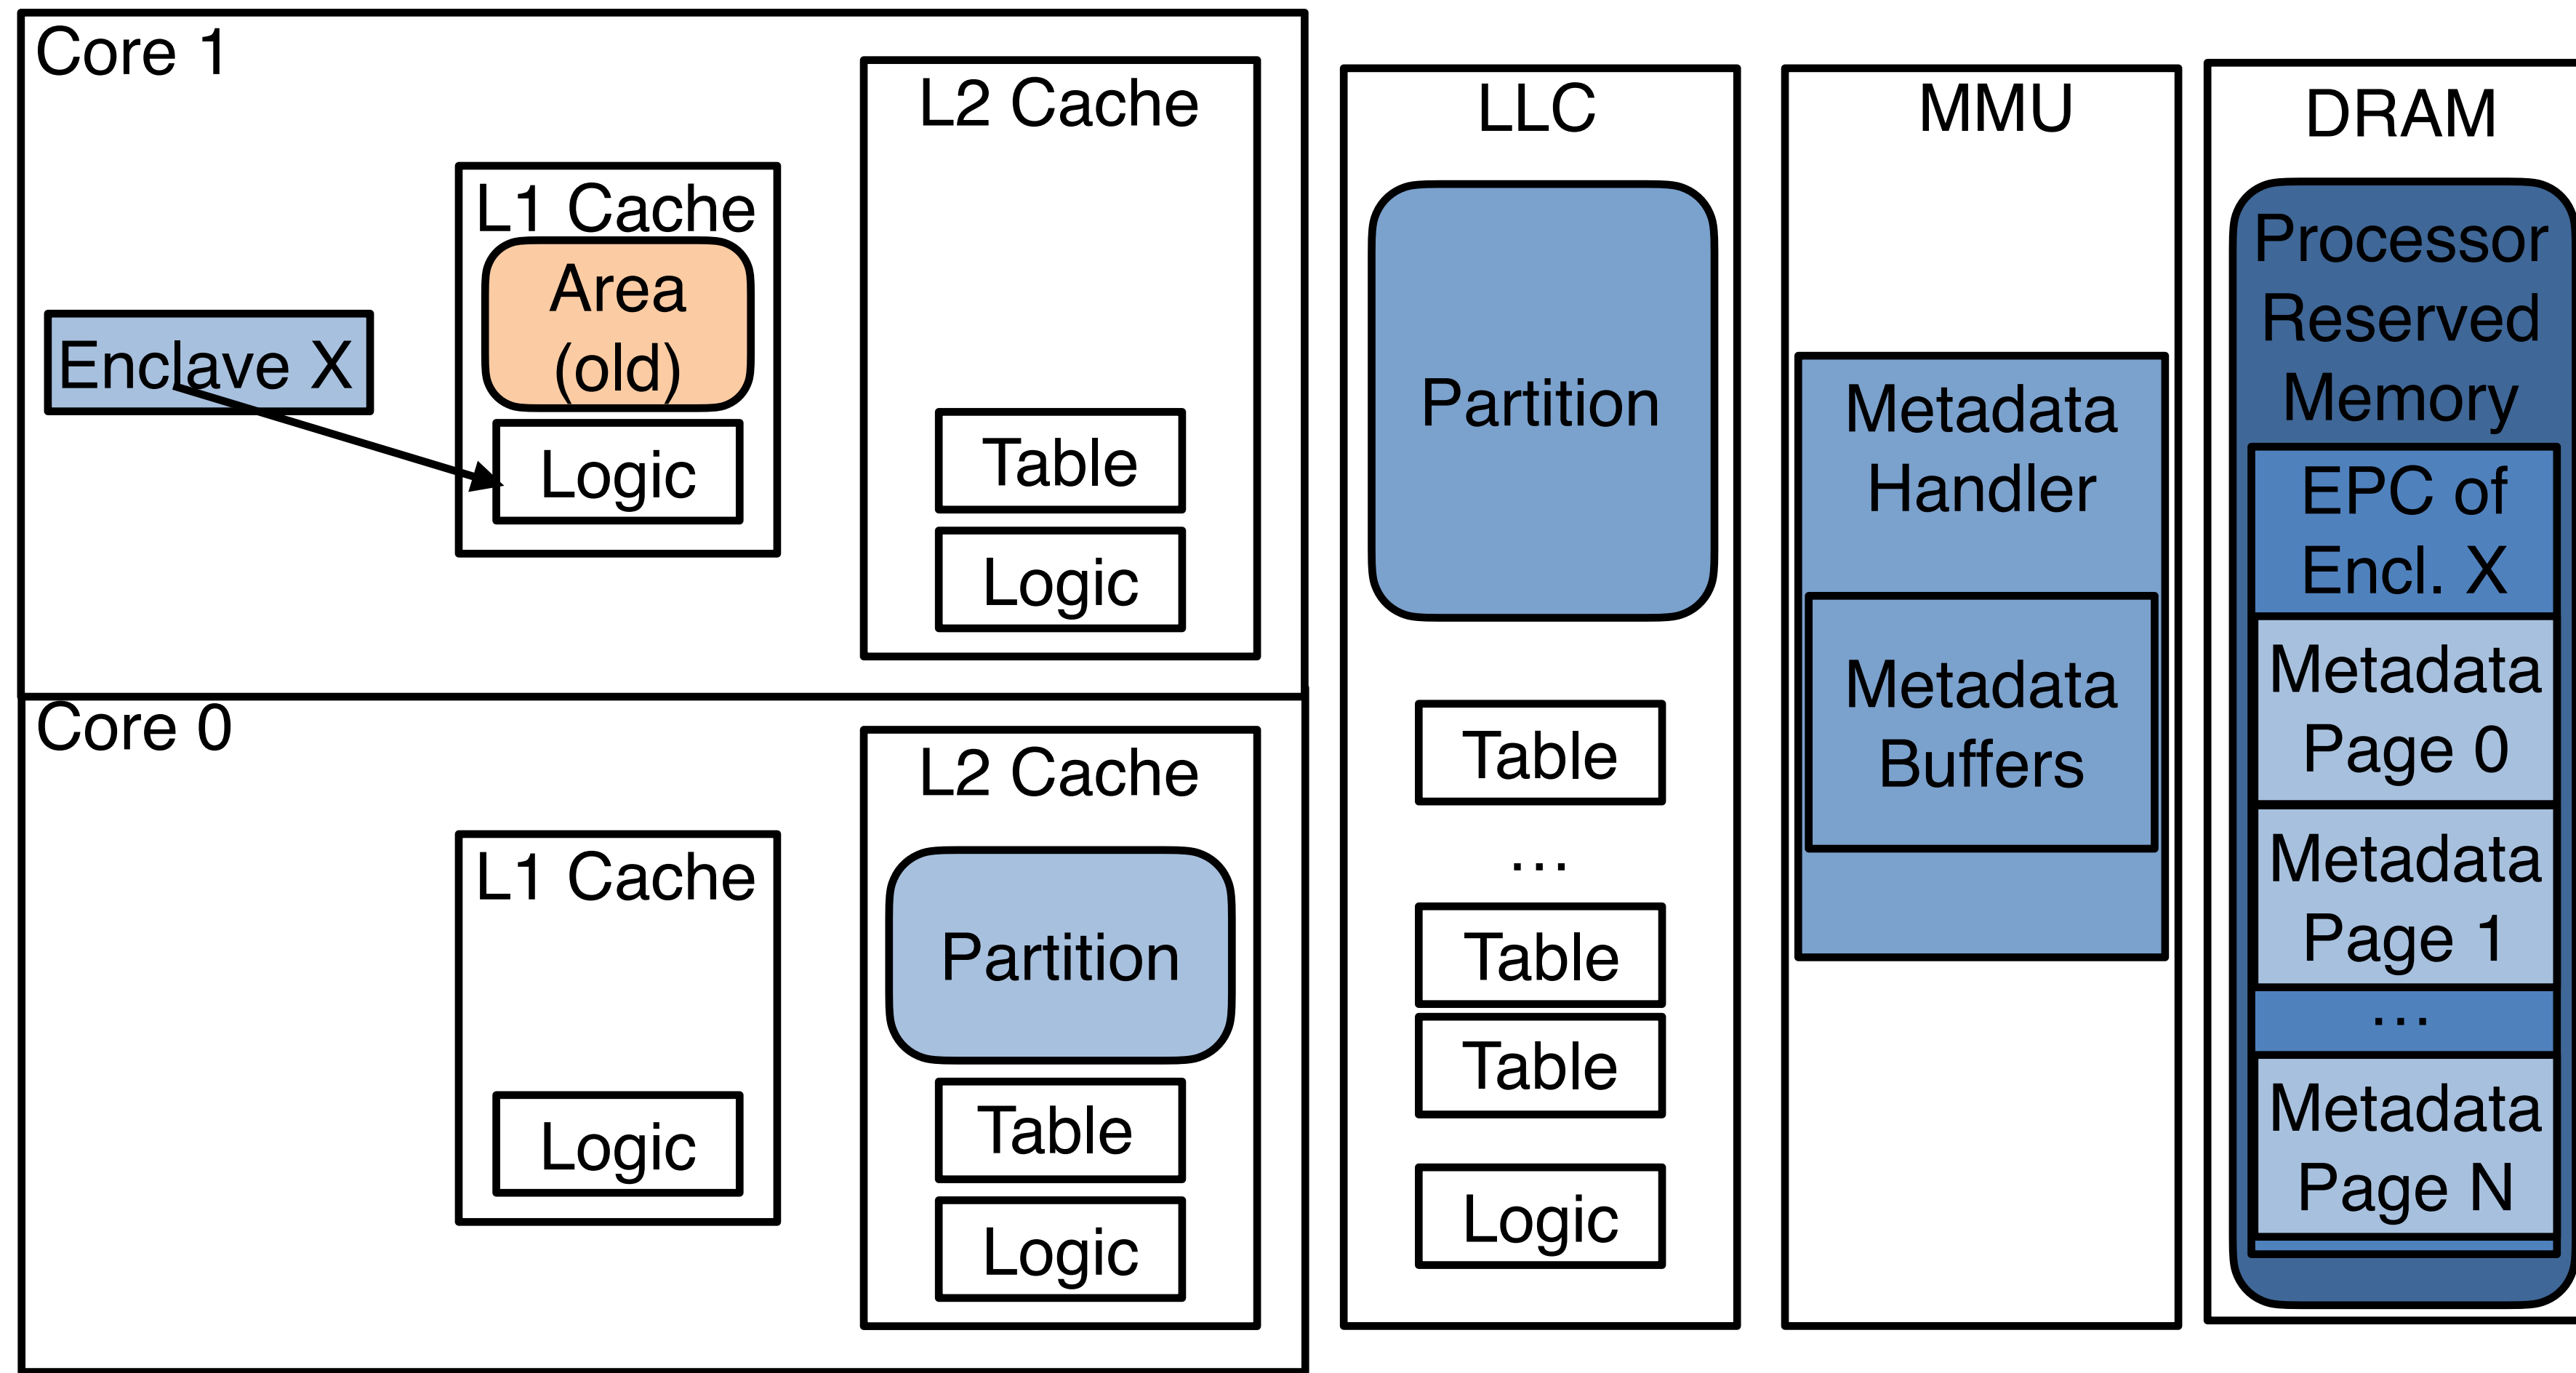 Core 1
Enclave X
L1 Cache
Area
(old)
Logic
L2 Cache
Table
Logic
Core 0
L1 Cache
Logic
L2 Cache
Partition
Table
Logic
LLC
Partition
Table
...
Table
Table
Logic
MMU
Metadata
Handler
Metadata
Buffers
DRAM
Processor
Reserved
Memory
EPC of
Encl. X
Metadata
Page 0
Metadata
Page 1
...
Metadata
Page N